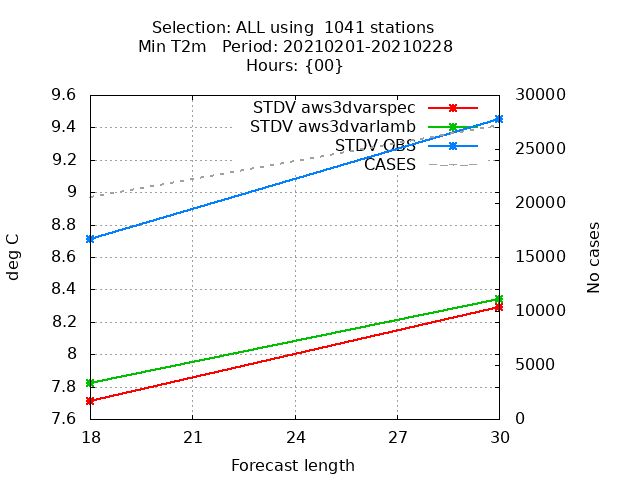 Selection: ALL using  1041 stations
Min T2m   Period: 20210201-20210228
Hours: {00}
STDV aws3dvarspec
STDV aws3dvarlamb
STDV OBS
CASES
9.6
9.4
9.2
9
8.8
8.6
8.4
8.2
8
7.8
7.6
deg C
30000
25000
20000
15000
10000
5000
0
No cases
18 21 24 27 30
Forecast length